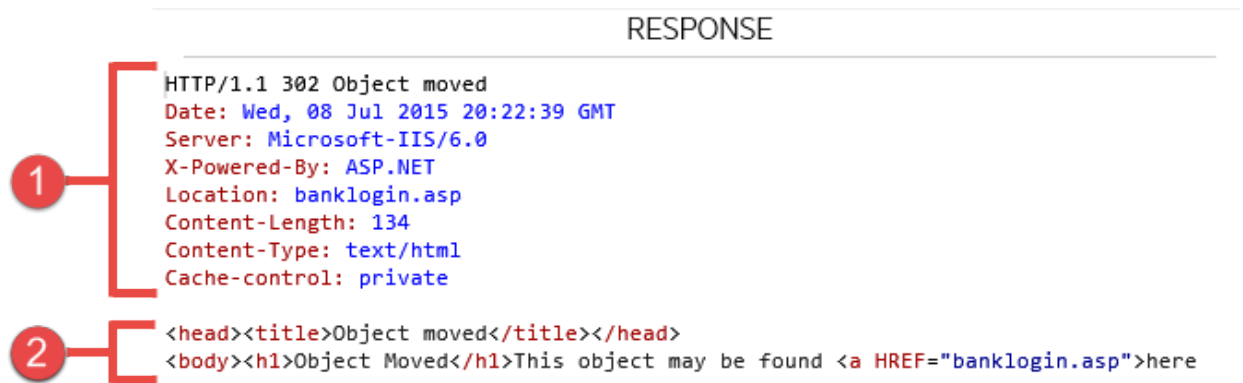 RESPONSE
HTTP/1.1 302 Object moved
Date: Wed, 08 Jul 2015 20:22:39 GMT
Server: Microsoft-IIS/6.0
X-Powered-By: ASP.NET
Location: banklogin.asp
Content-Length: 134
Content-Type: text/html
Cache-control: private
1
<head><title>Object moved</title></head>
<body><h1>Object Moved</h1>This object may be found <a HREF="banklogin.asp">here
2